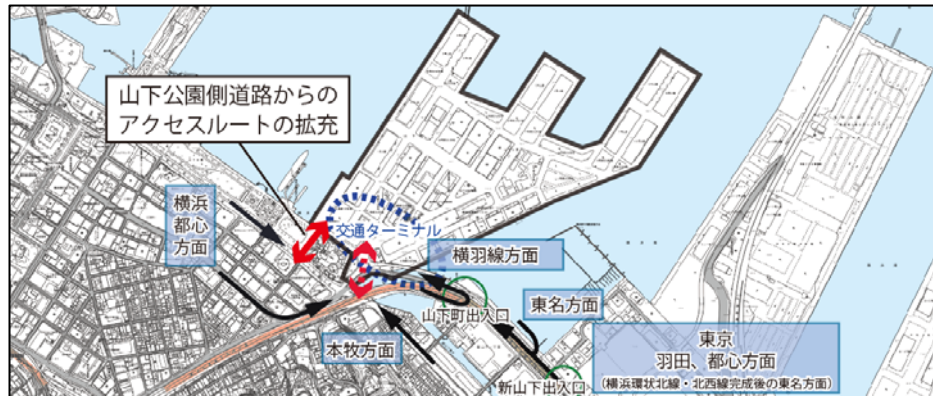 山下公園側道路からの
アクセスルートの拡充
横浜
都心
方面
交通ターミナル
横羽線方面
山下町出入口
東名方面
本牧方面
東京
羽田、都心方面
(横浜環状北線・北西線完成後の東名方面)
新山下出入口